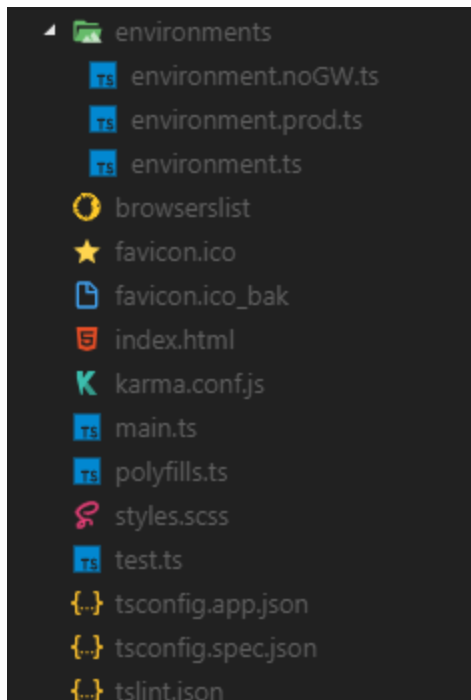 environments
environment.noGW.ts
environment.prod.ts
environment.ts
browserslist
favicon.ico
favicon.ico_bak
index.html
karma.conf.js
main.ts
polyfills.ts
styles.scss
test.ts
tsconfig.app.json
tsconfig.spec.json
tslint.json